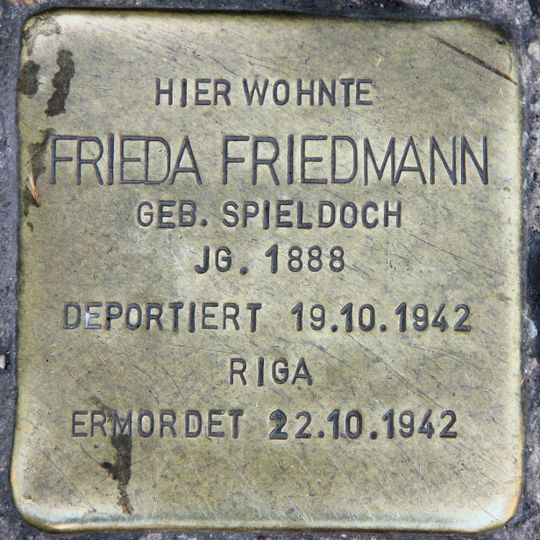 HIER WOHNTE
FRIEDA FRIEDMANN
GEB. SPIELDOCH
JG. 1888
DEPORTIERT 19.10.1942
RIGA
ERMORDET 22.10.1942